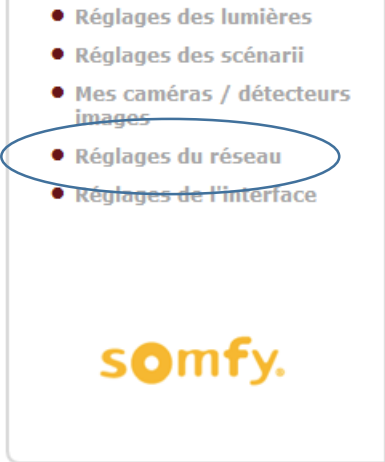 Réglages des lumières
Réglages des scénarii
Mes caméras / détecteurs
images
Réglages du réseau
Réglages de l'interface
somfy.